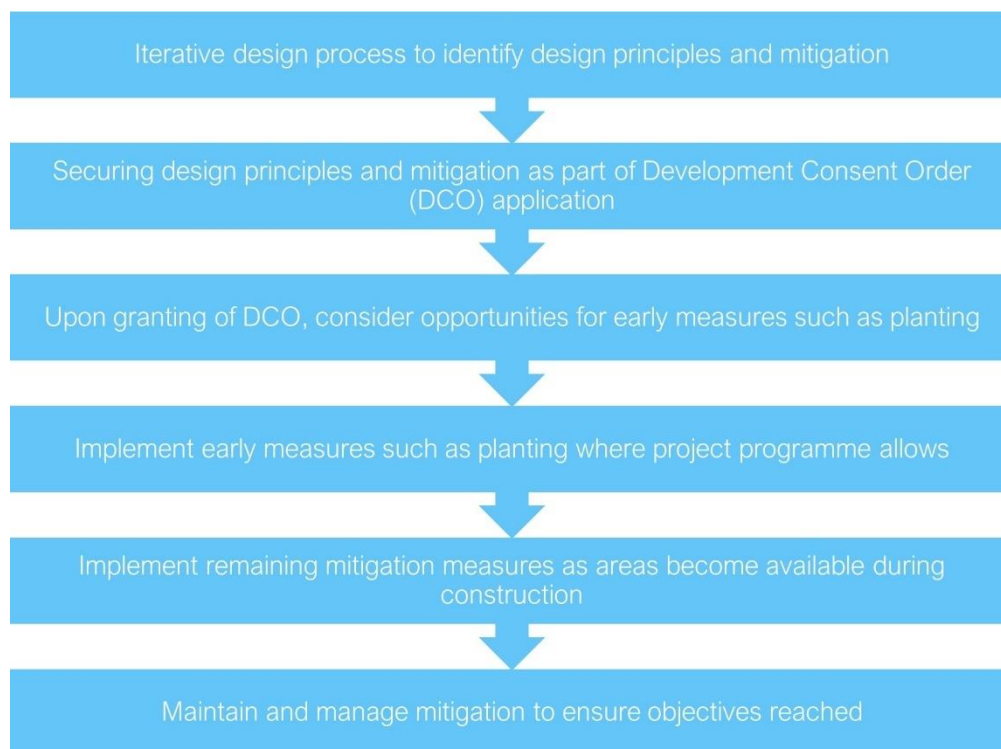 Iterative design process to identify design principles and mitigation
Securing design principles and mitigation as part of Development Consent Order
(DCO) application
Upon granting of DCO, consider opportunities for early measures such as planting
Implement early measures such as planting where project programme allows
Implement remaining mitigation measures as areas become available during
construction
Maintain and manage mitigation to ensure objectives reached